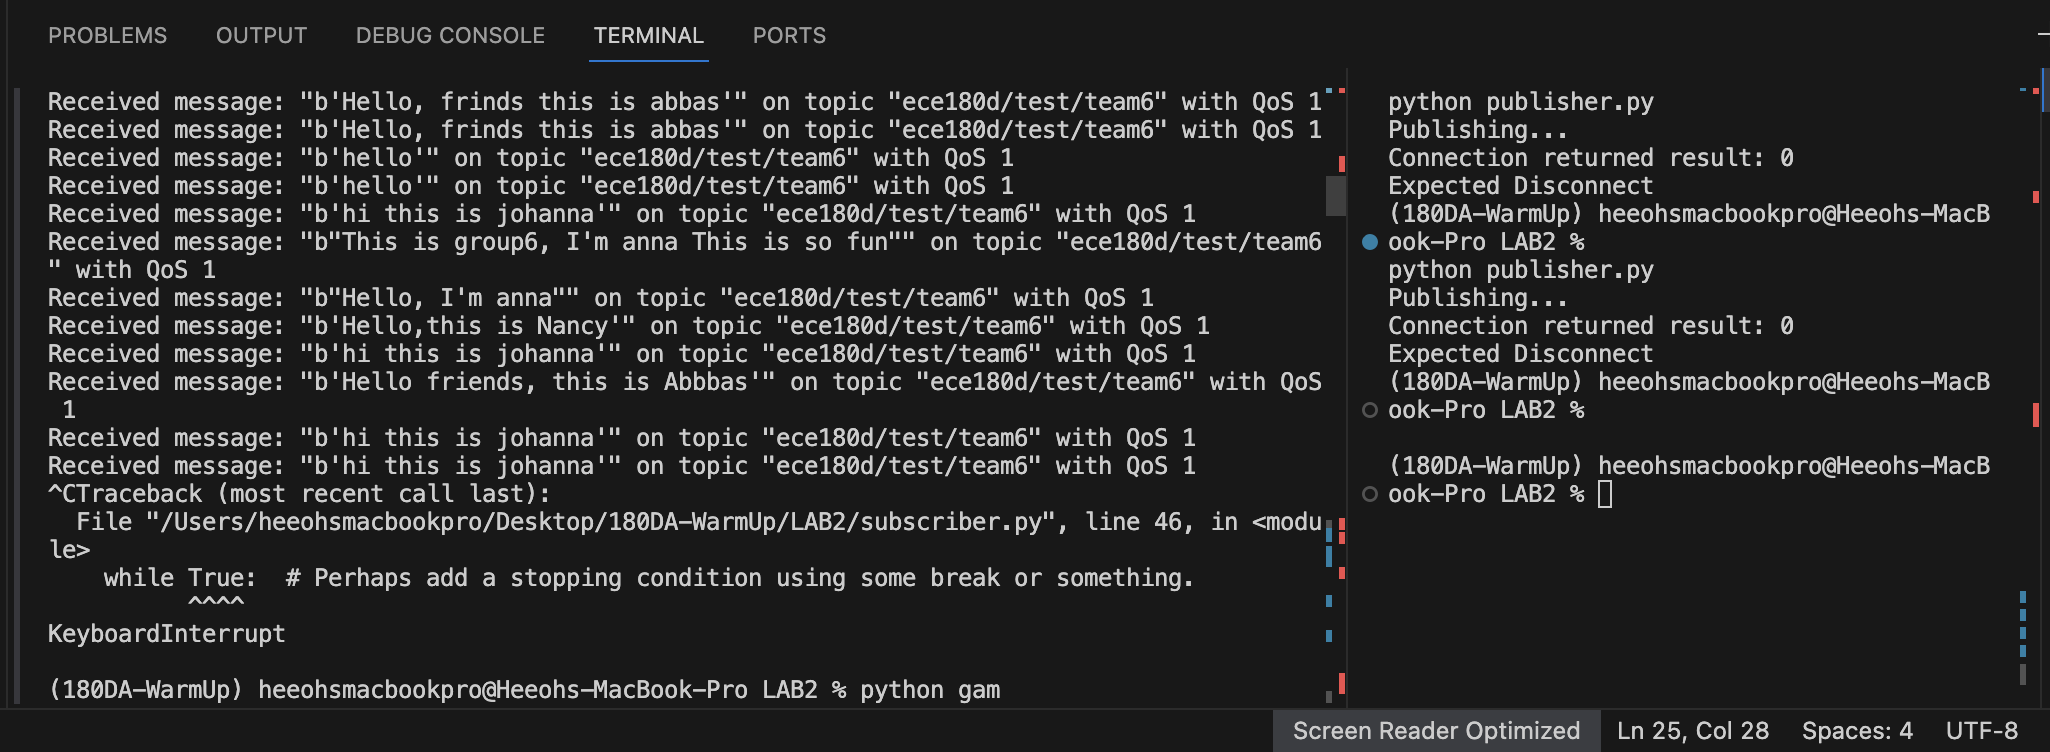 PROBLEMS OUTPUT DEBUG CONSOLE TERMINAL PORTS
Received message: "b'Hello, frinds this is abbas'" on topic "ece180d/test/team6" with QoS 1
Received message: "b'Hello, frinds this is abbas'" on topic "ece180d/test/team6" with QoS 1
Received message: "b'hello'" on topic "ece180d/test/team6" with QoS 1
Received message: "b'hello'" on topic "ece180d/test/team6" with QoS 1
Received message: "b'hi this is johanna'" on topic "ece180d/test/team6" with QoS 1
Received message: "b"This is group6, I'm anna This is so fun"" on topic "ece180d/test/team6
" with QoS 1
Received message: "b"Hello, I'm anna"" on topic "ece180d/test/team6" with QoS 1
Received message: "b'Hello,this is Nancy'" on topic "ece180d/test/team6" with QoS 1
Received message: "b'hi this is johanna'" on topic "ece180d/test/team6" with QoS 1
Received message: "b'Hello friends, this is Abbbas'" on topic "ece180d/test/team6" with QoS
 1
Received message: "b'hi this is johanna'" on topic "ece180d/test/team6" with QoS 1
Received message: "b'hi this is johanna'" on topic "ece180d/test/team6" with QoS 1
^CTraceback (most recent call last):
  File "/Users/heeohsmacbookpro/Desktop/180DA-WarmUp/LAB2/subscriber.py", line 46, in <modu
le>
    while True:  # Perhaps add a stopping condition using some break or something.
          ^^^^
KeyboardInterrupt
(180DA-WarmUp) heeohsmacbookpro@Heeohs-MacBook-Pro LAB2 % python gam
python publisher.py
Publishing...
Connection returned result: 0
Expected Disconnect
(180DA-WarmUp) heeohsmacbookpro@Heeohs-MacB
ook-Pro LAB2 %
python publisher.py
Publishing...
Connection returned result: 0
Expected Disconnect
(180DA-WarmUp) heeohsmacbookpro@Heeohs-MacB
ook-Pro LAB2 %
(180DA-WarmUp) heeohsmacbookpro@Heeohs-MacB
ook-Pro LAB2 %
Screen Reader Optimized Ln 25, Col 28 Spaces: 4 UTF-8